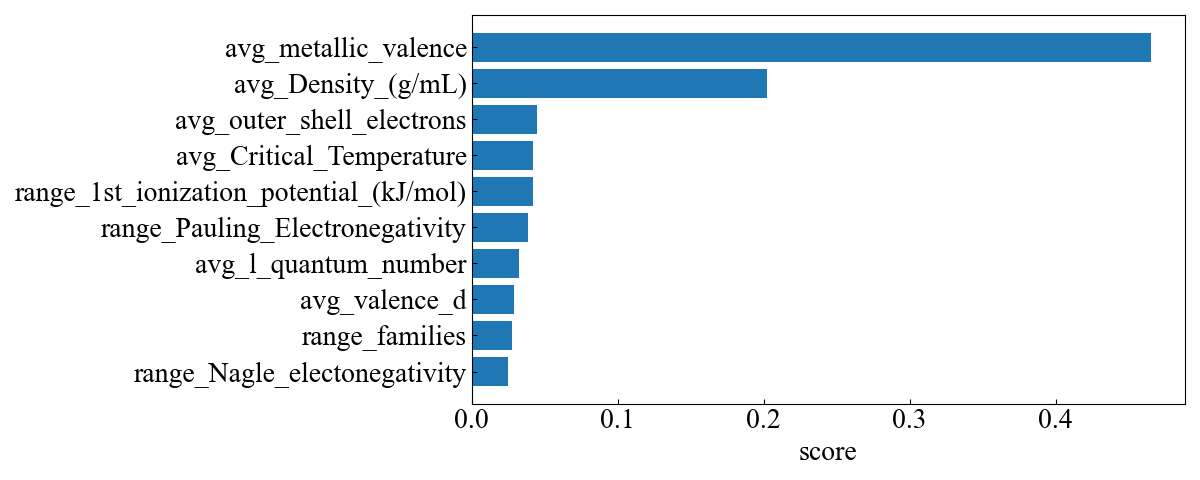 avg_metallic_valence
avg_Density_(g/mL)
avg_outer_shell_electrons
avg_Critical_Temperature
range_1st_ionization_potential_(kJ/mol)
range_Pauling_Electronegativity
avg_l_quantum_number
avg_valence_d
range_families
range_Nagle_electonegativity
0.0 0.1 0.2 0.3 0.4
score